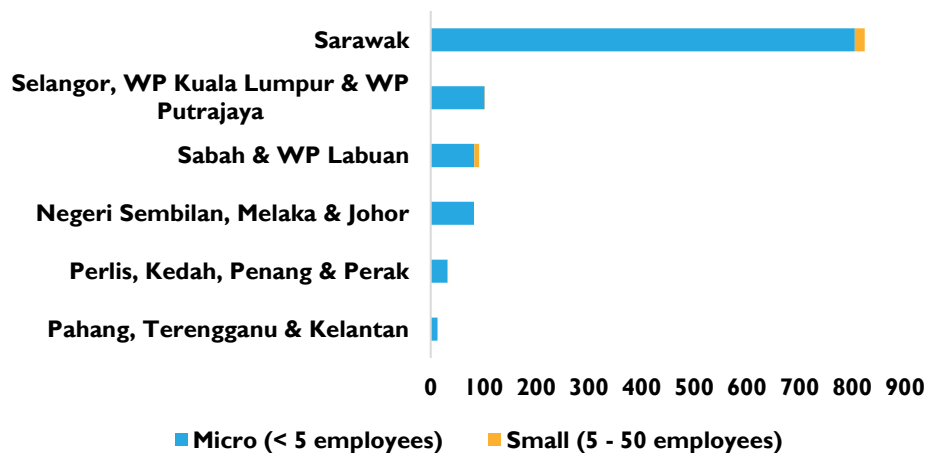 Sarawak
Selangor, WP Kuala Lumpur & WP
Putrajaya
Sabah & WP Labuan
Negeri Sembilan, Melaka & Johor
Perlis, Kedah, Penang & Perak
Pahang, Terengganu & Kelantan
0 100 200 300 400 500 600 700 800 900
Micro (< 5 employees) Small (5 - 50 employees)